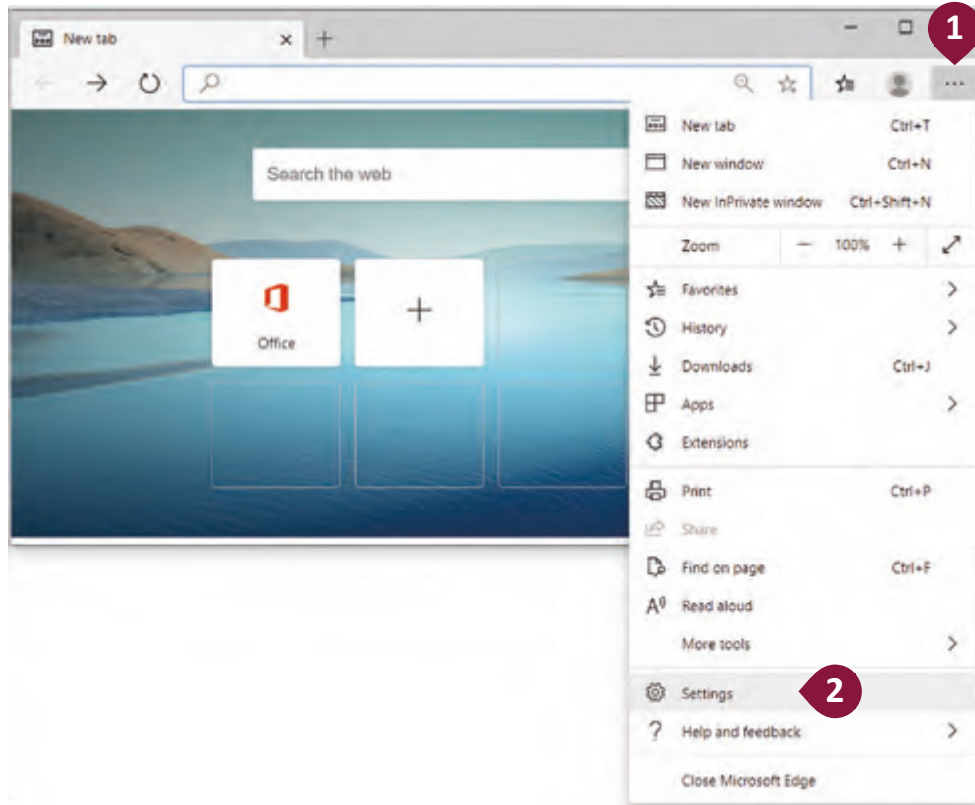 New tab
1
New tab Ctrl+T
New window Ctrl+N
New InPrivate window Ctrl+Shift+N
Search the web
Zoom 100%
Favorites
History
Office
Downloads Ctrl+J
Apps
Extensions
Print Ctrl+P
Share
Find on page Ctrl+F
Read aloud
More tools
Settings 2
Help and feedback
Close Microsoft Edge